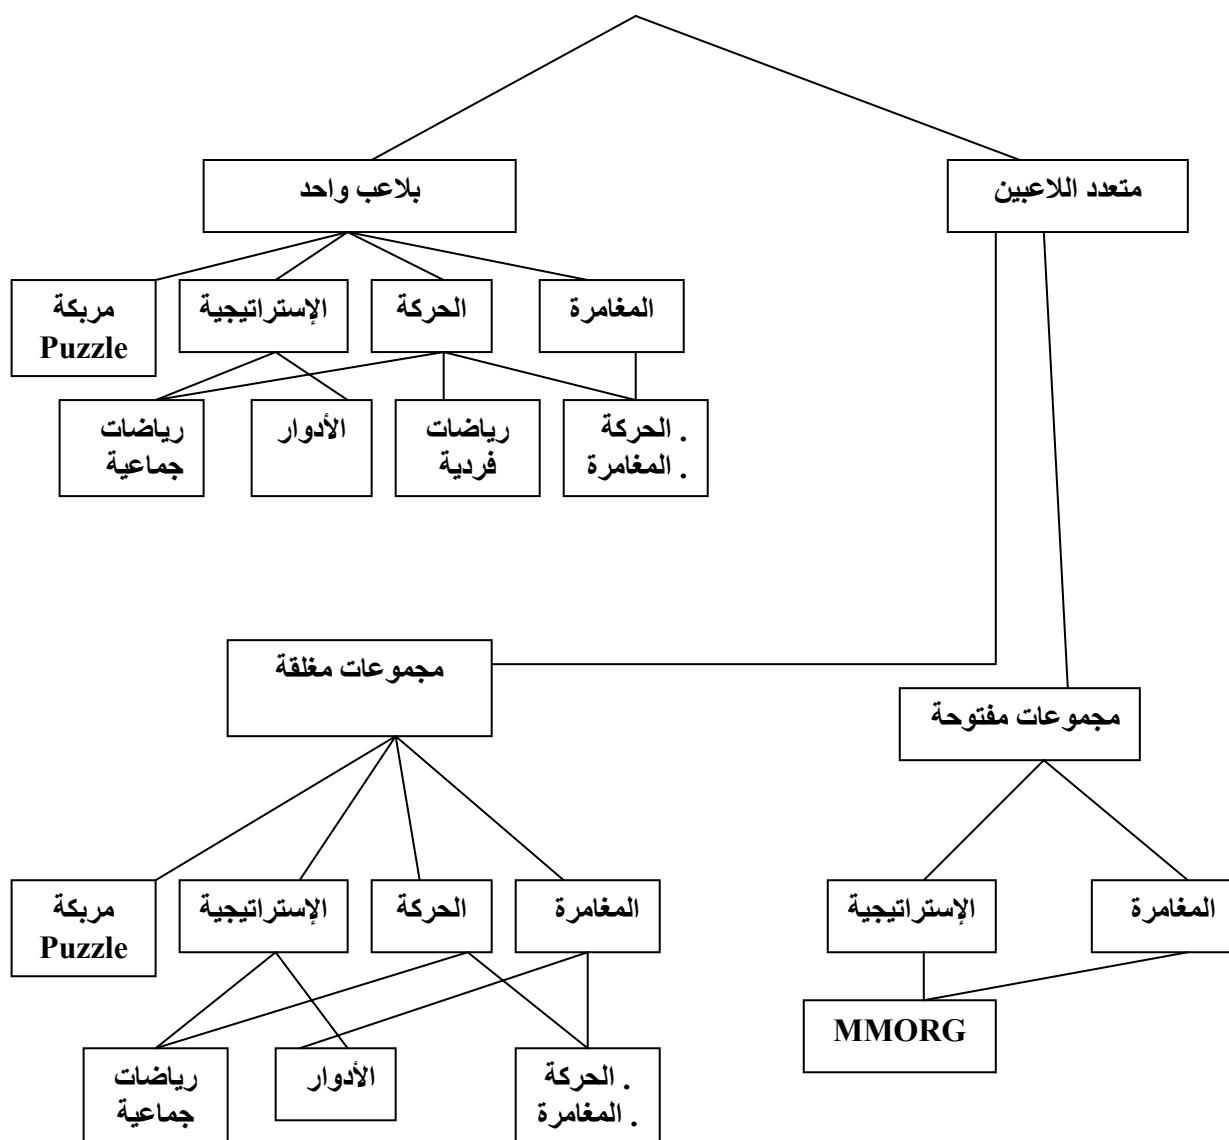 متعدد اللاعبين
بلاعب واحد
المغامرة
الحركة
الإستراتيجية
مربكة
Puzzle
. الحركة
. المغامرة
رياضات
فردية
الأدوار
رياضات
جماعية
مجموعات مغلقة
مجموعات مفتوحة
المغامرة
الإستراتيجية
المغامرة
الحركة
الإستراتيجية
مربكة
Puzzle
MMORG
. الحركة
. المغامرة
الأدوار
رياضات
جماعية